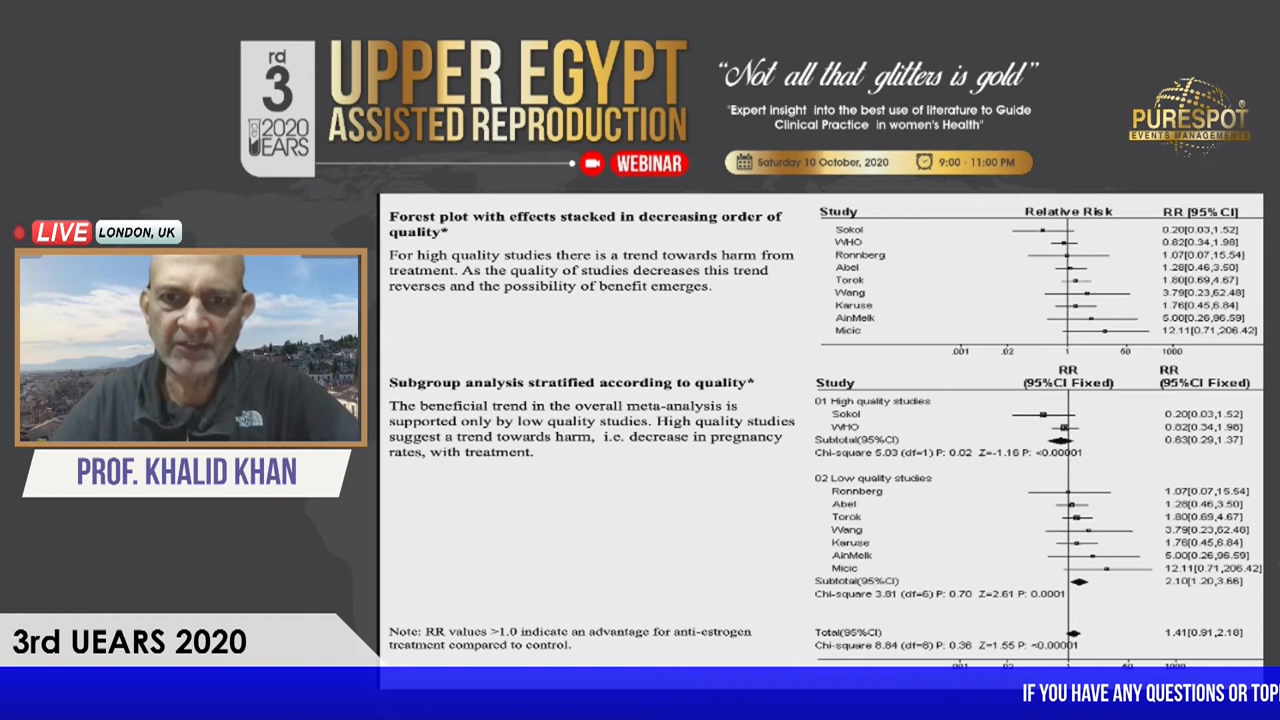 rd
3
2020
UEARS
UPPER EGYPT
ASSISTED REPRODUCTION
WEBINAR
"Not all that glitters is gold"
"Expert insight into the best use of literature to Guide
Clinical Practice in women's Health"
Saturday 10 October, 2020
9:00 - 11:00 PM
PURESPOT
EVENTS MANAGEMENTS
LIVE
LONDON, UK
THE NORTH FACE
PROF. KHALID KHAN
Forest plot with effects stacked in decreasing order of
quality*
For high quality studies there is a trend towards harm from
treatment. As the quality of studies decreases this trend
reverses and the possibility of benefit emerges.
Study Relative Risk RR [95% CI]
Sokol 0.20[0.03,1.52]
WHO 0.82[0.34,1.98]
Ronnberg 1.07[0.07,15.54]
Abel 1.28[0.46,3.50]
Torok 1.80[0.69,4.67]
Wang 3.79[0.23,62.48]
Karuse 1.76[0.45,6.84]
AinMelk 5.00[0.26,96.59]
Micic 12.11[0.71,206.42]
.001 .02 1 50 1000
Subgroup analysis stratified according to quality*
The beneficial trend in the overall meta-analysis is
supported only by low quality studies. High quality studies
suggest a trend towards harm, i.e. decrease in pregnancy
rates, with treatment.
RR RR
Study (95%CI Fixed) (95%CI Fixed)
01 High quality studies
Sokol 0.20[0.03,1.52]
WHO 0.82[0.34,1.98]
Subtotal(95%CI) 0.63[0.29,1.37]
Chi-square 5.03 (df=1) P: 0.02 Z=-1.16 P: <0.00001
02 Low quality studies
Ronnberg 1.07[0.07,15.54]
Abel 1.28[0.46,3.50]
Torok 1.80[0.69,4.67]
Wang 3.79[0.23,62.48]
Karuse 1.76[0.45,6.84]
AinMelk 5.00[0.26,96.59]
Micic 12.11[0.71,206.42]
Subtotal(95%CI) 2.10[1.20,3.66]
Chi-square 3.81 (df=6) P: 0.70 Z=2.61 P: 0.0001
Total(95%CI) 1.41[0.91,2.18]
Chi-square 8.84 (df=8) P: 0.36 Z=1.55 P: <0.00001
Note: RR values >1.0 indicate an advantage for anti-estrogen
treatment compared to control.
3rd UEARS 2020
IF YOU HAVE ANY QUESTIONS OR TOP